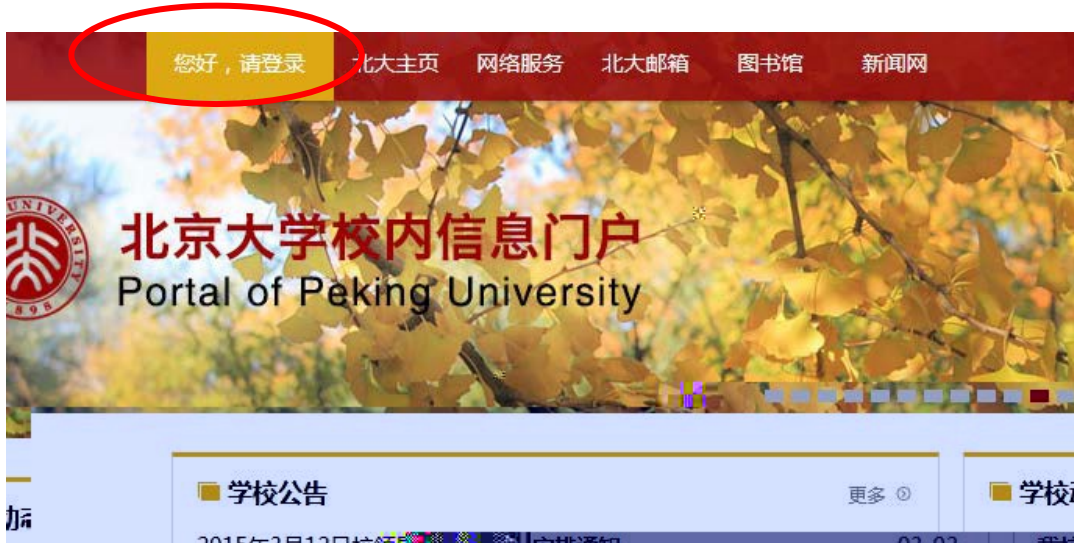 您好，请登录 北大主页 网络服务 北大邮箱 图书馆 新闻网
UNIVERSITY
1898
北京大学校内信息门户
Portal of Peking University
学校公告 更多
学校